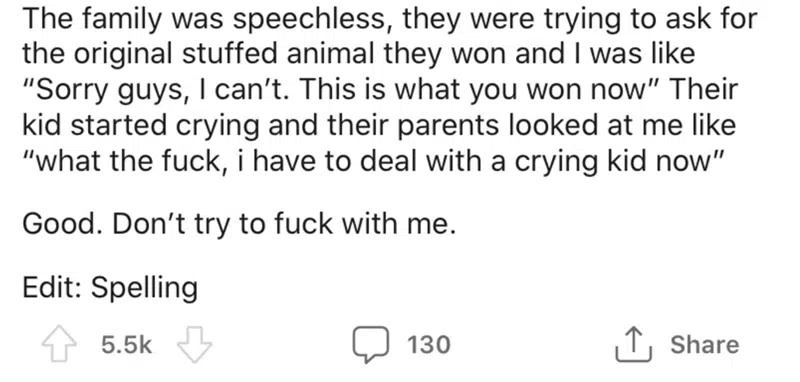 The family was speechless, they were trying to ask for
the original stuffed animal they won and I was like
“Sorry guys, I can’t. This is what you won now” Their
kid started crying and their parents looked at me like
“what the fuck, i have to deal with a crying kid now”
Good. Don’t try to fuck with me.
Edit: Spelling
5.5k 130 Share